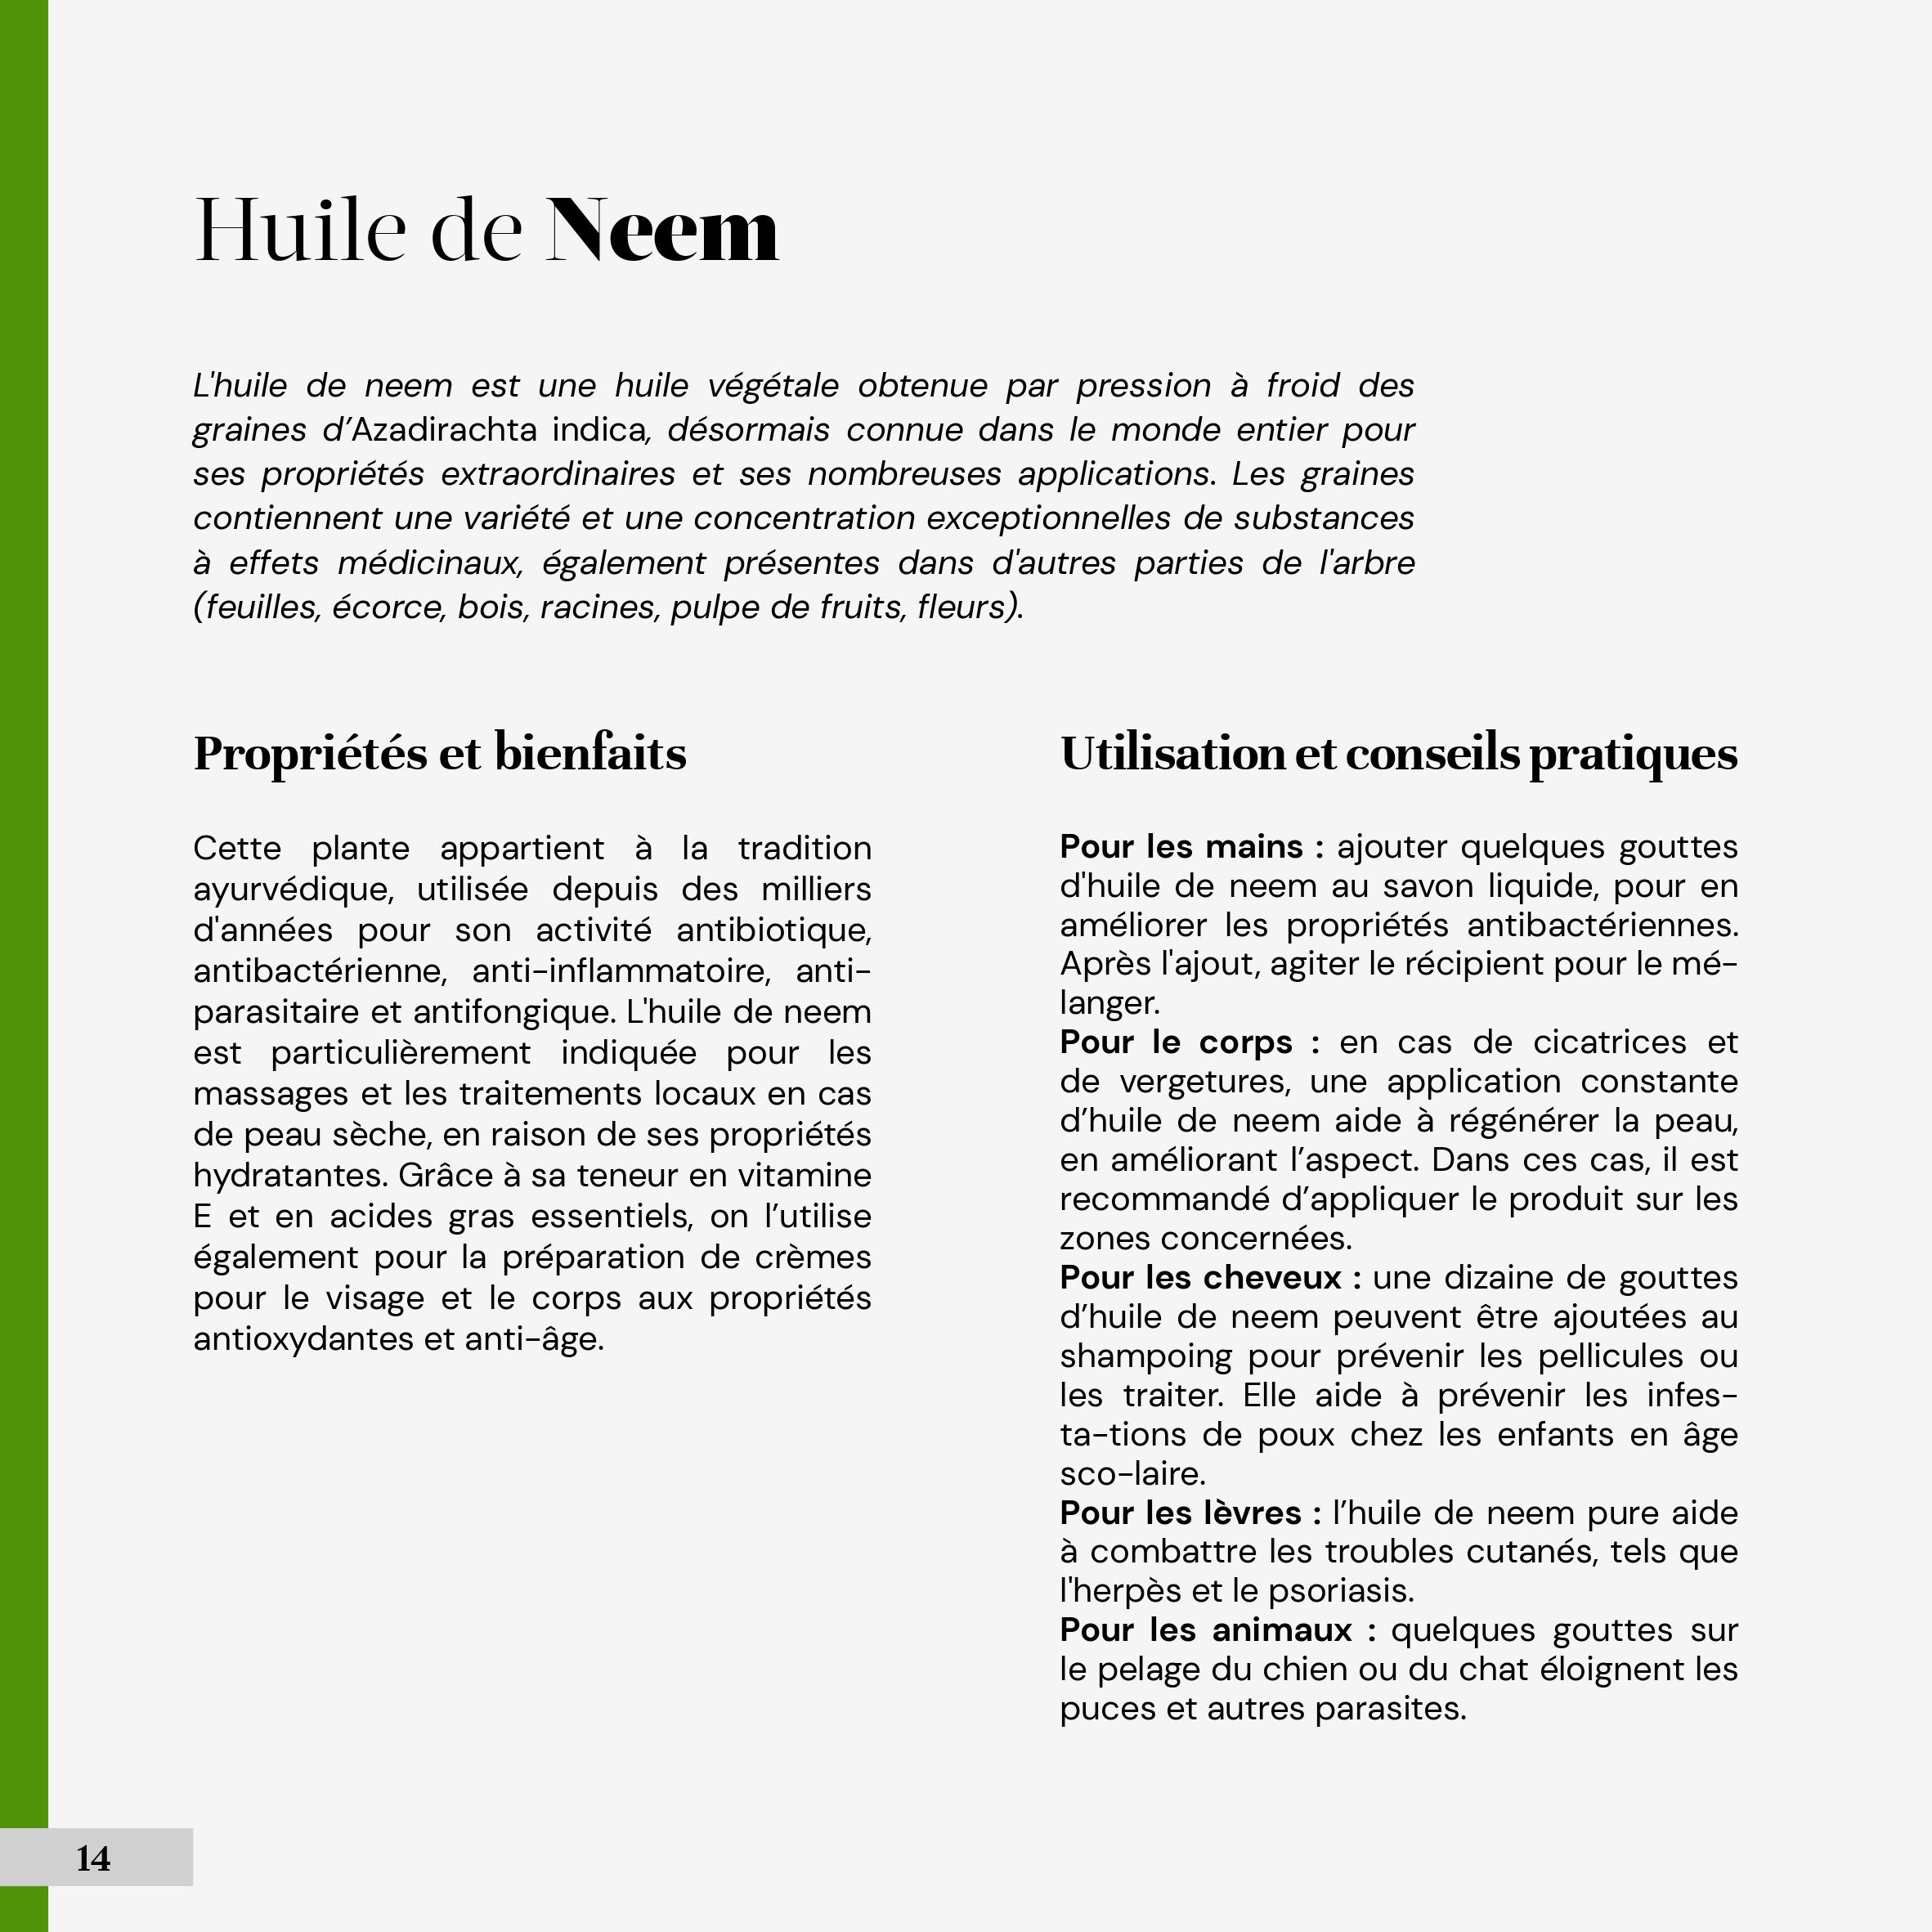 Huile de Neem
L'huile de neem est une huile végétale obtenue par pression à froid des
graines d’Azadirachta indica, désormais connue dans le monde entier pour
ses propriétés extraordinaires et ses nombreuses applications. Les graines
contiennent une variété et une concentration exceptionnelles de substances
à effets médicinaux, également présentes dans d'autres parties de l'arbre
(feuilles, écorce, bois, racines, pulpe de fruits, fleurs).
Propriétés et bienfaits
Cette plante appartient à la tradition
ayurvédique, utilisée depuis des milliers
d'années pour son activité antibiotique,
antibactérienne, anti-inflammatoire, anti-
parasitaire et antifongique. L'huile de neem
est particulièrement indiquée pour les
massages et les traitements locaux en cas
de peau sèche, en raison de ses propriétés
hydratantes. Grâce à sa teneur en vitamine
E et en acides gras essentiels, on l’utilise
également pour la préparation de crèmes
pour le visage et le corps aux propriétés
antioxydantes et anti-âge.
Utilisation et conseils pratiques
Pour les mains : ajouter quelques gouttes
d'huile de neem au savon liquide, pour en
améliorer les propriétés antibactériennes.
Après l'ajout, agiter le récipient pour le mé-
langer.
Pour le corps : en cas de cicatrices et
de vergetures, une application constante
d’huile de neem aide à régénérer la peau,
en améliorant l’aspect. Dans ces cas, il est
recommandé d’appliquer le produit sur les
zones concernées.
Pour les cheveux : une dizaine de gouttes
d’huile de neem peuvent être ajoutées au
shampoing pour prévenir les pellicules ou
les traiter. Elle aide à prévenir les infes-
ta-tions de poux chez les enfants en âge
sco-laire.
Pour les lèvres : l’huile de neem pure aide
à combattre les troubles cutanés, tels que
l'herpès et le psoriasis.
Pour les animaux : quelques gouttes sur
le pelage du chien ou du chat éloignent les
puces et autres parasites.
14